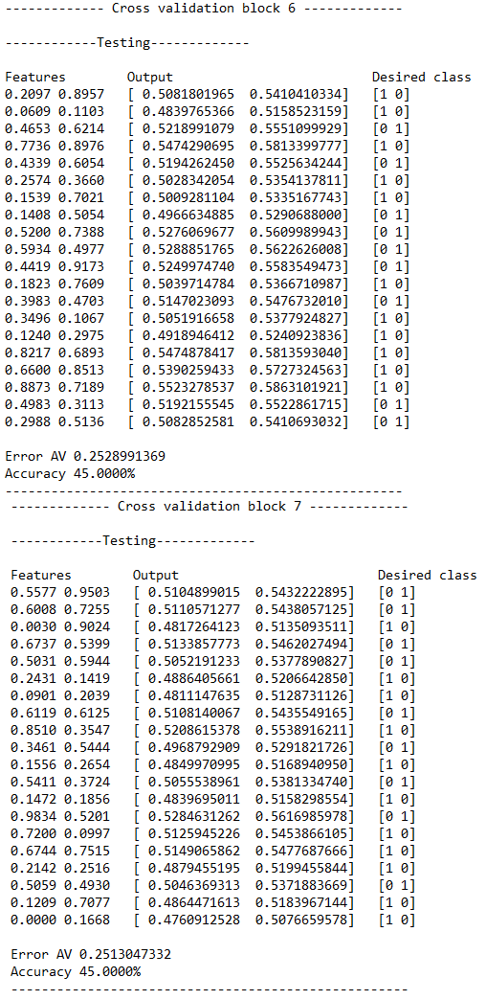 ------------- Cross validation block 6 -------------
------------Testing-------------
Features Output Desired class
0.2097 0.8957 [ 0.5081801965 0.5410410334] [1 0]
0.0609 0.1103 [ 0.4839765366 0.5158523159] [1 0]
0.4653 0.6214 [ 0.5218991079 0.5551099929] [0 1]
0.7736 0.8976 [ 0.5474290695 0.5813399777] [1 0]
0.4339 0.6054 [ 0.5194262450 0.5525634244] [0 1]
0.2574 0.3660 [ 0.5028342054 0.5354137811] [1 0]
0.1539 0.7021 [ 0.5009281104 0.5335167743] [1 0]
0.1408 0.5054 [ 0.4966634885 0.5290688000] [0 1]
0.5200 0.7388 [ 0.5276069677 0.5609989943] [0 1]
0.5934 0.4977 [ 0.5288851765 0.5622626008] [0 1]
0.4419 0.9173 [ 0.5249974740 0.5583549473] [0 1]
0.1823 0.7609 [ 0.5039714784 0.5366710987] [1 0]
0.3983 0.4703 [ 0.5147023093 0.5476732010] [0 1]
0.3496 0.1067 [ 0.5051916658 0.5377924827] [0 1]
0.1240 0.2975 [ 0.4918946412 0.5240923836] [1 0]
0.8217 0.6893 [ 0.5474878417 0.5813593040] [1 0]
0.6600 0.8513 [ 0.5390259433 0.5727324563] [1 0]
0.8873 0.7189 [ 0.5523278537 0.5863101921] [1 0]
0.4983 0.3113 [ 0.5192155545 0.5522861715] [0 1]
0.2988 0.5136 [ 0.5082852581 0.5410693032] [0 1]
Error AV 0.2528991369
Accuracy 45.0000%
----------------------------------------------------
------------- Cross validation block 7 -------------
------------Testing-------------
Features Output Desired class
0.5577 0.9503 [ 0.5104899015 0.5432222895] [0 1]
0.6008 0.7255 [ 0.5110571277 0.5438057125] [0 1]
0.0030 0.9024 [ 0.4817264123 0.5135093511] [1 0]
0.6737 0.5399 [ 0.5133857773 0.5462027494] [0 1]
0.5031 0.5944 [ 0.5052191233 0.5377890827] [0 1]
0.2431 0.1419 [ 0.4886405661 0.5206642850] [1 0]
0.0901 0.2039 [ 0.4811147635 0.5128731126] [1 0]
0.6119 0.6125 [ 0.5108140067 0.5435549165] [0 1]
0.8510 0.3547 [ 0.5208615378 0.5538916211] [1 0]
0.3461 0.5444 [ 0.4968792909 0.5291821726] [0 1]
0.1556 0.2654 [ 0.4849970995 0.5168940950] [1 0]
0.5411 0.3724 [ 0.5055538961 0.5381334740] [0 1]
0.1472 0.1856 [ 0.4839695011 0.5158298554] [1 0]
0.9834 0.5201 [ 0.5284631262 0.5616985978] [0 1]
0.7200 0.0997 [ 0.5125945226 0.5453866105] [1 0]
0.6744 0.7515 [ 0.5149065862 0.5477687666] [1 0]
0.2142 0.2516 [ 0.4879455195 0.5199455844] [1 0]
0.5059 0.4930 [ 0.5046369313 0.5371883669] [0 1]
0.1209 0.7077 [ 0.4864471613 0.5183967144] [1 0]
0.0000 0.1668 [ 0.4760912528 0.5076659578] [1 0]
Error AV 0.2513047332
Accuracy 45.0000%
----------------------------------------------------